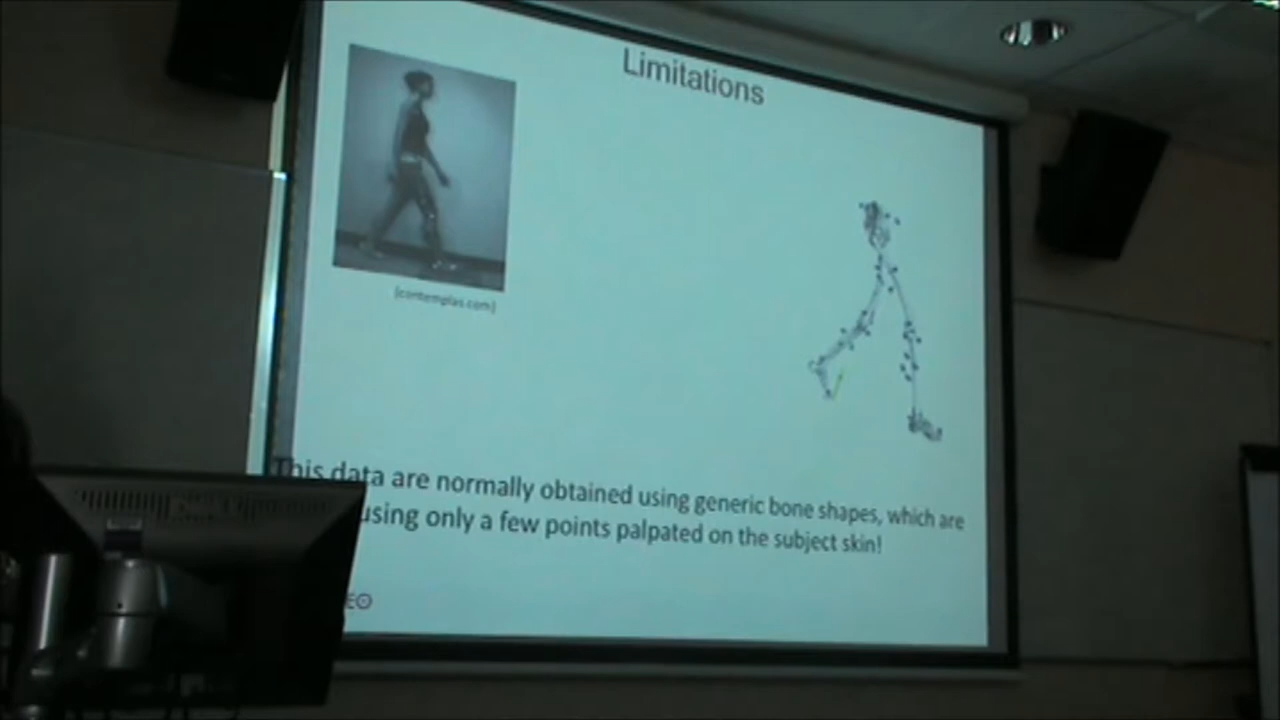 Limitations
[contemplas.com]
This data are normally obtained using generic bone shapes, which are
using only a few points palpated on the subject skin!
EO